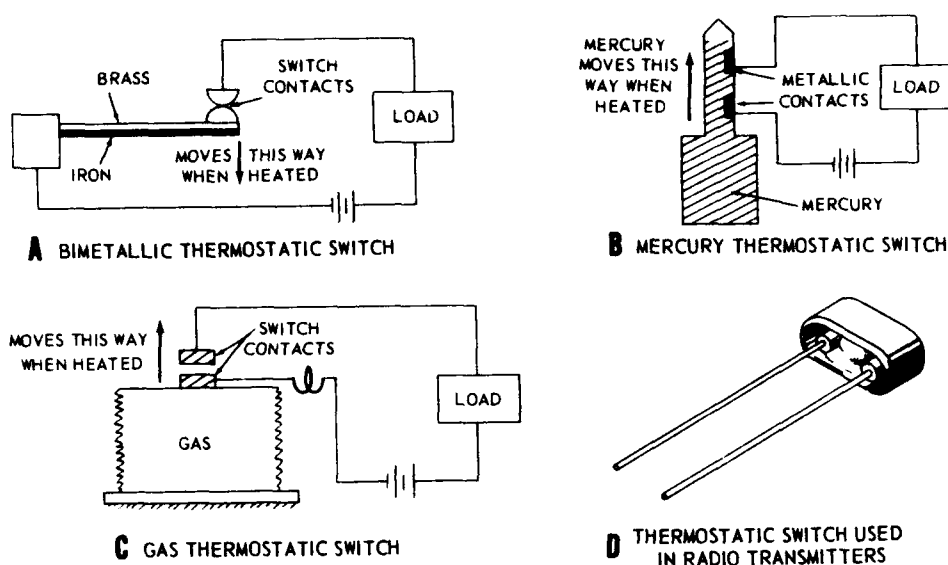 BRASS
SWITCH
CONTACTS
LOAD
IRON
MOVES THIS WAY
WHEN HEATED
A BIMETALLIC THERMOSTATIC SWITCH
MERCURY
MOVES THIS
WAY WHEN
HEATED
METALLIC
CONTACTS
LOAD
MERCURY
B MERCURY THERMOSTATIC SWITCH
MOVES THIS WAY
WHEN HEATED
SWITCH
CONTACTS
GAS
LOAD
C GAS THERMOSTATIC SWITCH
D THERMOSTATIC SWITCH USED
IN RADIO TRANSMITTERS